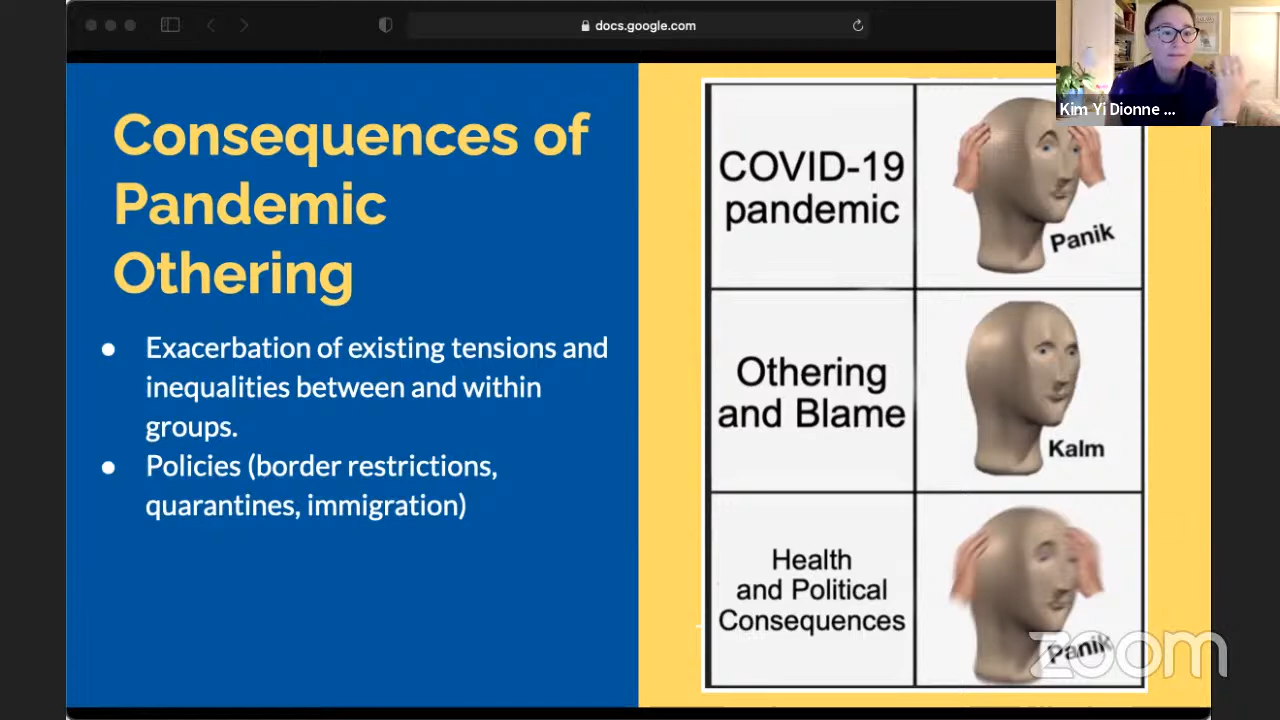 docs.google.com
Kim Yi Dionne ...
Consequences of
Pandemic
Othering
● Exacerbation of existing tensions and
inequalities between and within
groups.
● Policies (border restrictions,
quarantines, immigration)
COVID-19
pandemic
Panik
Othering
and Blame
Kalm
Health
and Political
Consequences
Panik
zoom